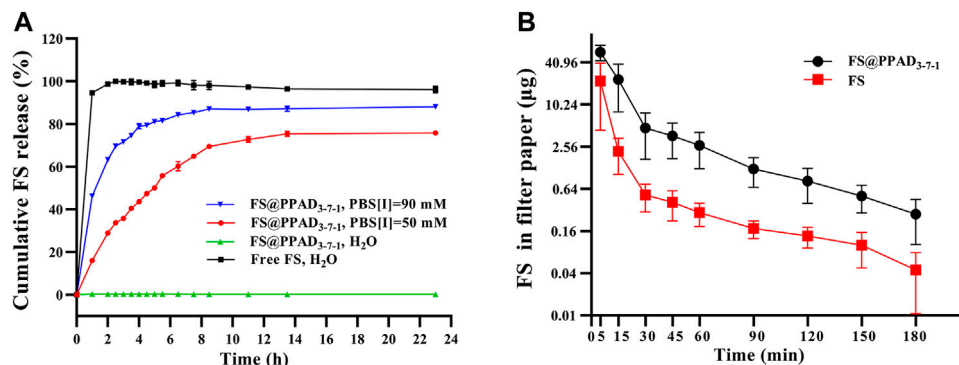 A
Cumulative FS release (%)
120
100
80
60
40
20
0
FS@PPAD3-7-1, PBS[I]=90 mM
FS@PPAD3-7-1, PBS[I]=50 mM
FS@PPAD3-7-1, H2O
Free FS, H2O
0 2 4 6 8 10 12 14 16 18 20 22 24
Time (h)
B
FS in filter paper (μg)
40.96
10.24
2.56
0.64
0.16
0.04
0.01
FS@PPAD3-7-1
FS
0 5 15 30 45 60 90 120 150 180
Time (min)